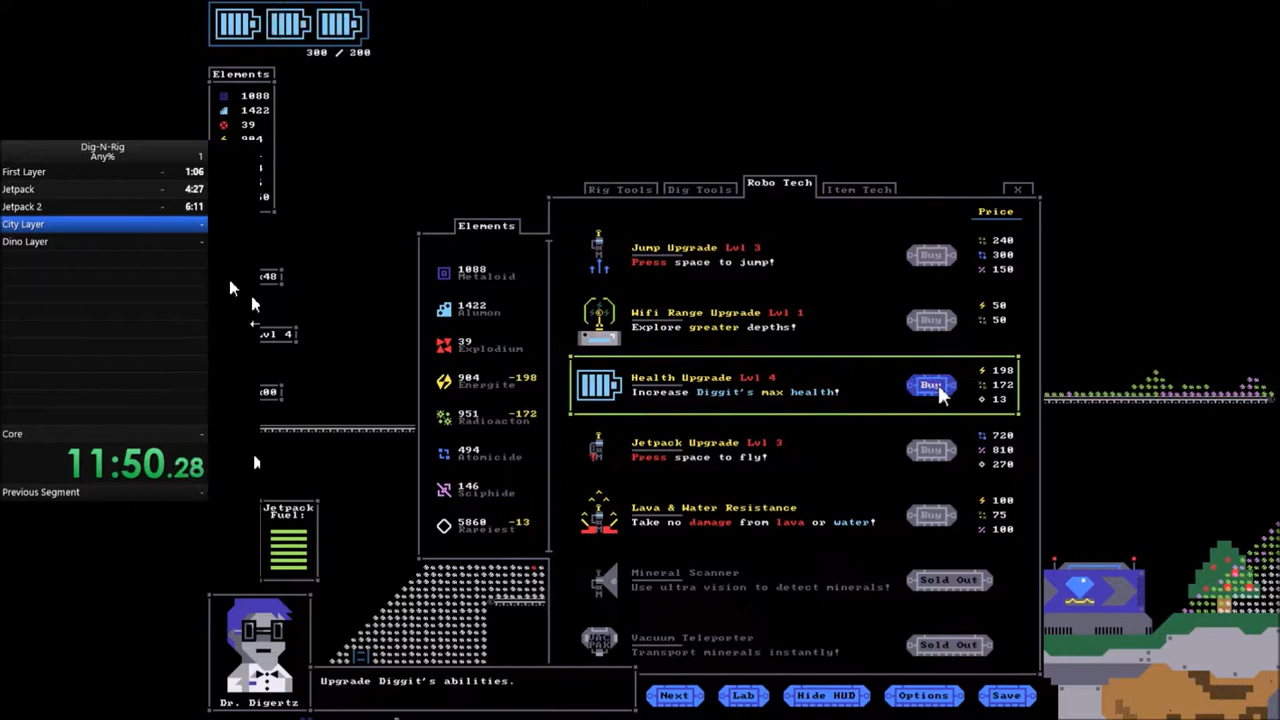 300 / 200
Elements
1088
1422
39
904
Dig-N-Rig
Any%
1
First Layer - 1:06
Jetpack - 4:27
Jetpack 2 - 6:11
City Layer -
Dino Layer -
Core -
11:50.28
Previous Segment -
x48
Lvl 4
Jetpack
Fuel:
Dr. Digertz
Upgrade Diggit's abilities.
Elements
1088
Metaloid
1422
Alumon
39
Explodium
904 -198
Energite
951 -172
Radioacton
494
Atomicide
146
Sciphide
5860 -13
Rareiest
Rig Tools
Dig Tools
Robo Tech
Item Tech
X
Price
Jump Upgrade Lvl 3
Press space to jump!
Buy
240
300
150
Wifi Range Upgrade Lvl 1
Explore greater depths!
Buy
50
50
Health Upgrade Lvl 4
Increase Diggit's max health!
Buy
198
172
13
Jetpack Upgrade Lvl 3
Press space to fly!
Buy
720
810
270
Lava & Water Resistance
Take no damage from lava or water!
Buy
100
75
100
Mineral Scanner
Use ultra vision to detect minerals!
Sold Out
Vacuum Teleporter
Transport minerals instantly!
Sold Out
Next
Lab
Hide HUD
Options
Save